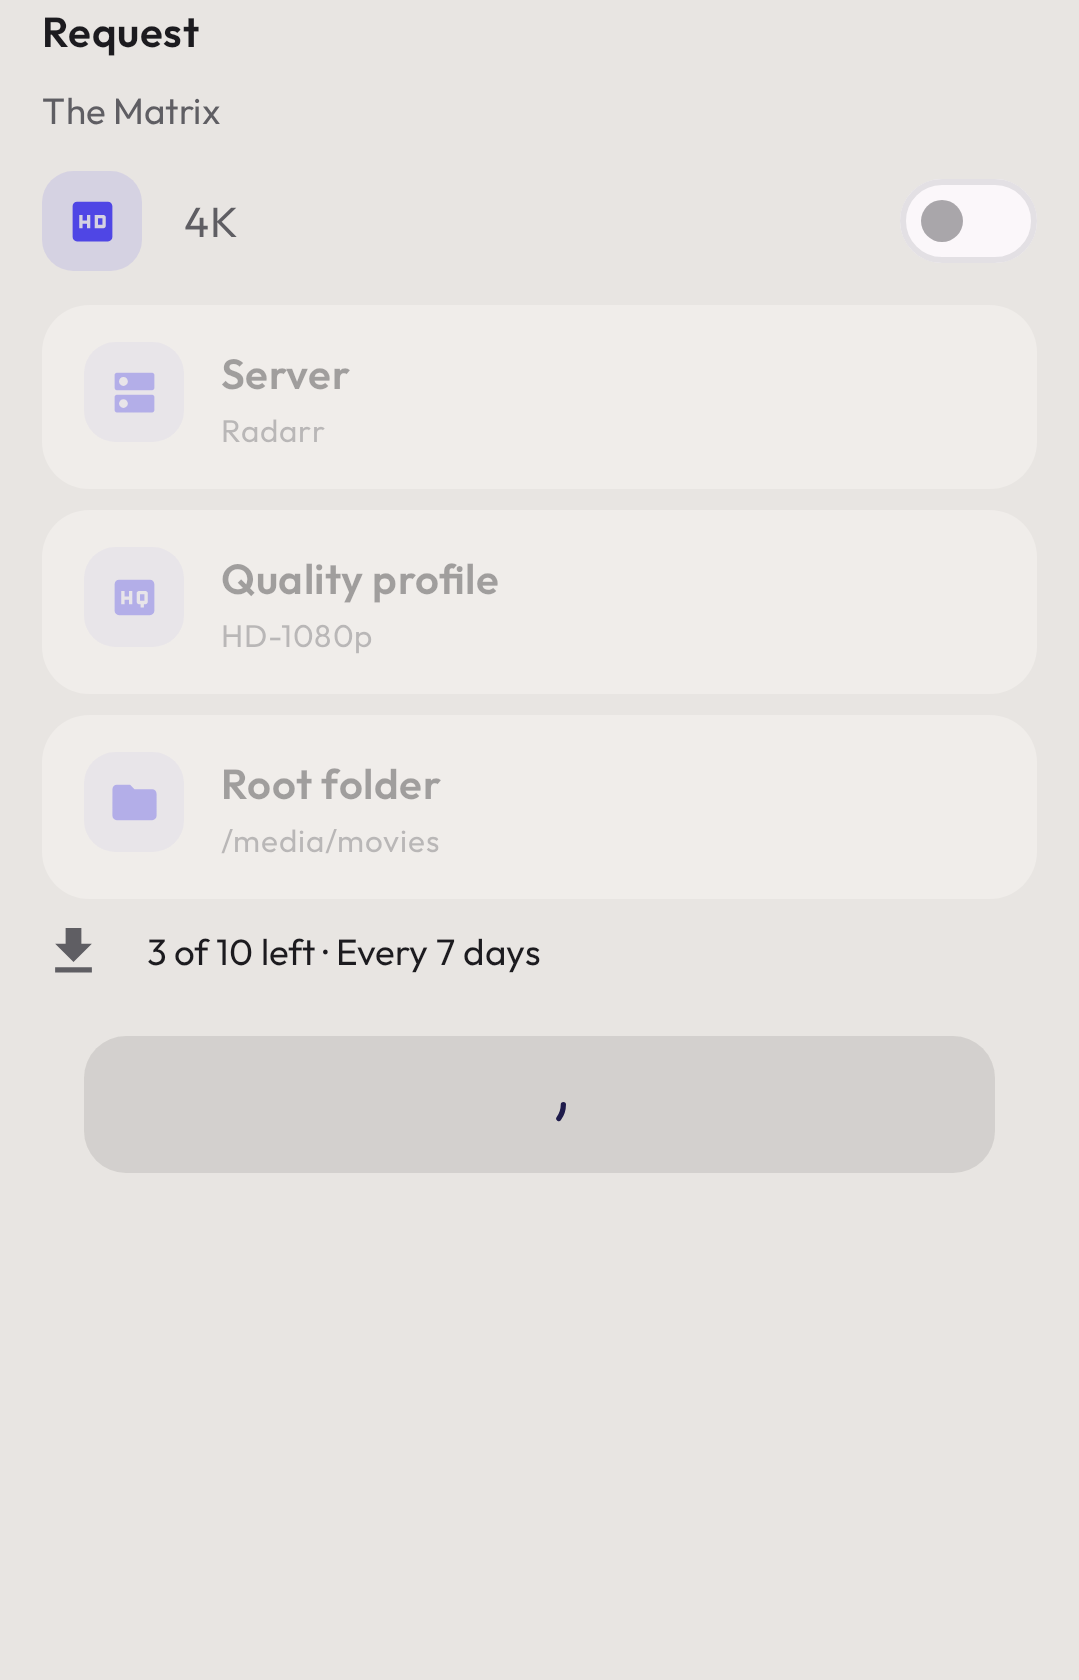 Request
The Matrix
HD
4K
Server
Radarr
HQ
Quality profile
HD-1080p
Root folder
/media/movies
3 of 10 left · Every 7 days